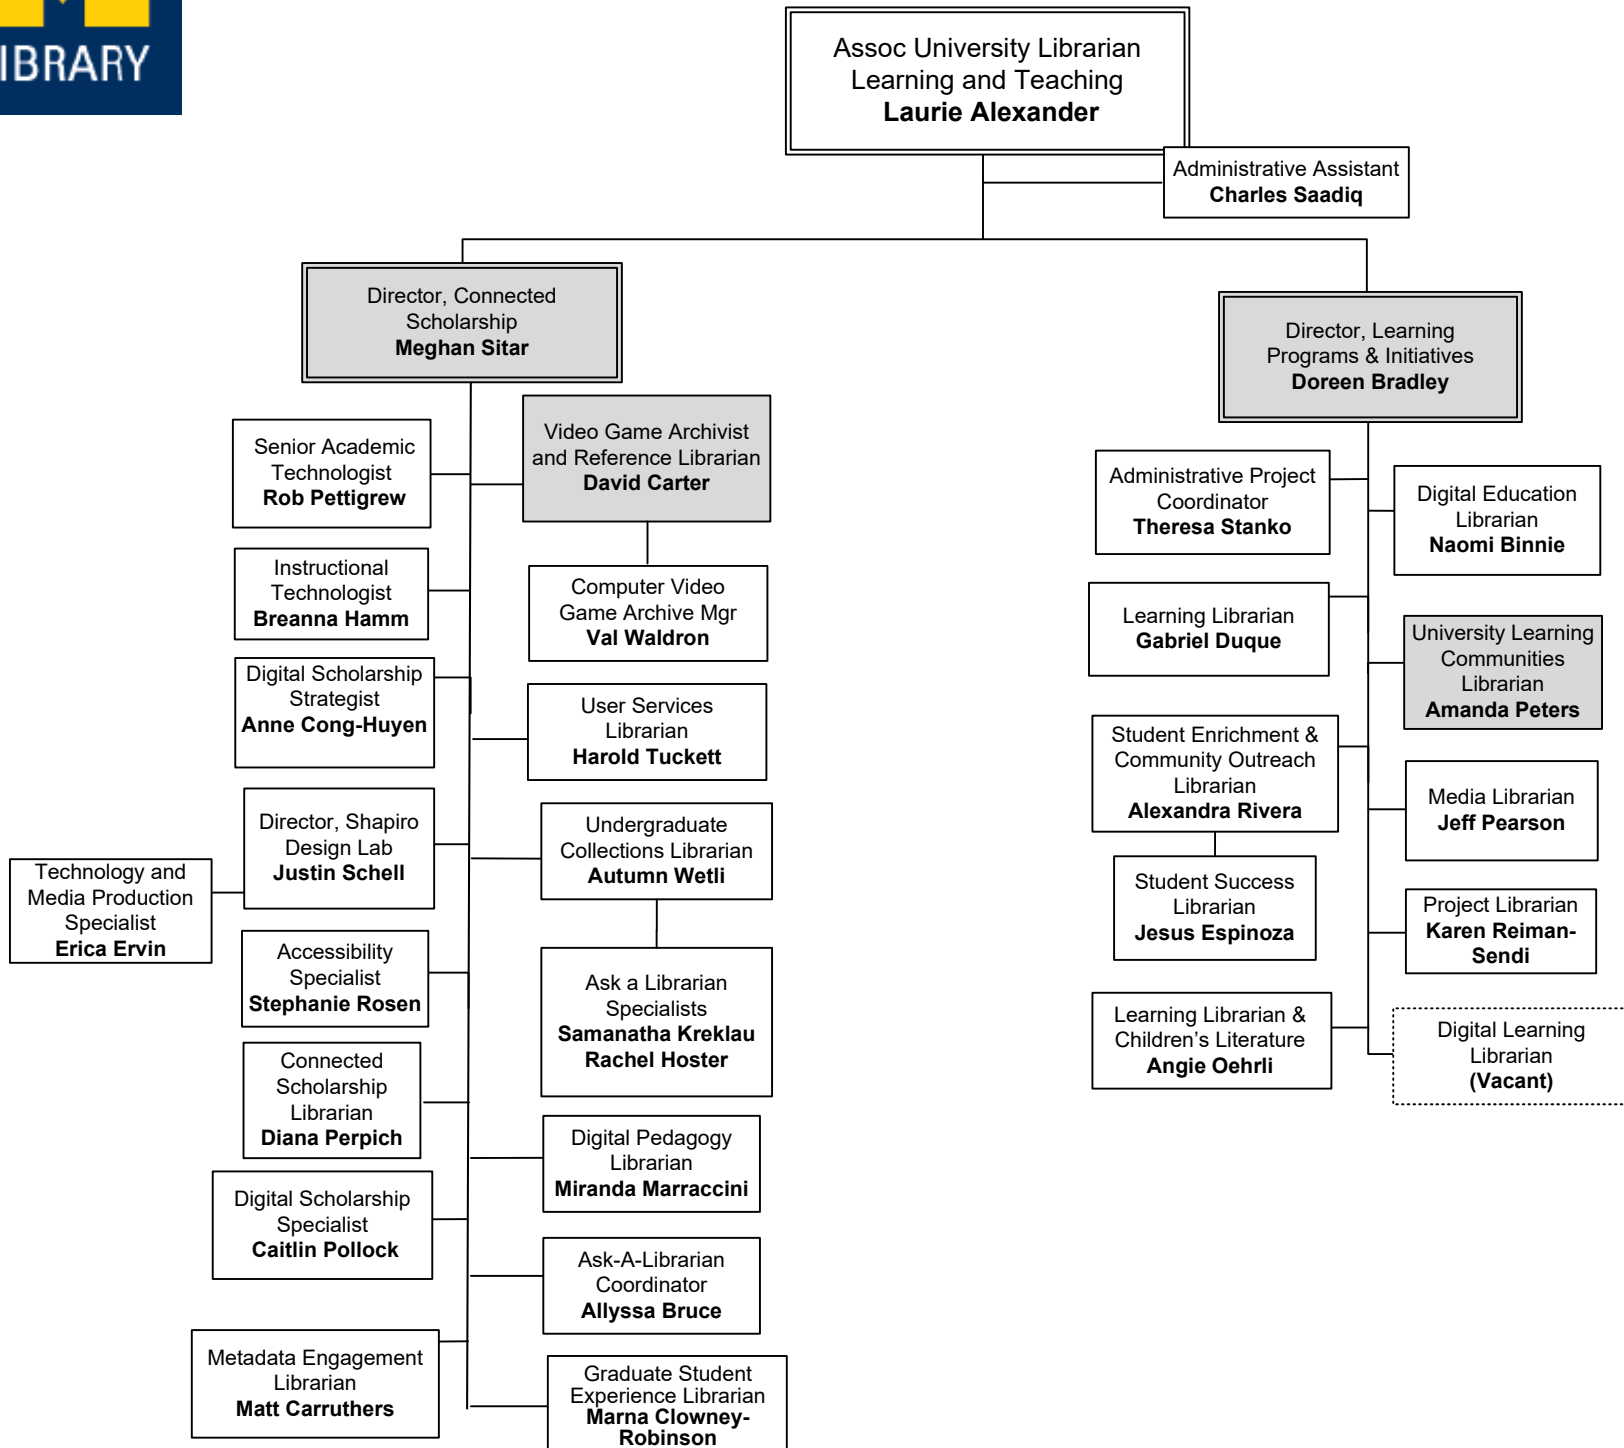 IBRARY
Assoc University Librarian
Learning and Teaching
Laurie Alexander
Administrative Assistant
Charles Saadiq
Director, Connected
Scholarship
Meghan Sitar
Director, Learning
Programs & Initiatives
Doreen Bradley
Senior Academic
Technologist
Rob Pettigrew
Video Game Archivist
and Reference Librarian
David Carter
Instructional
Technologist
Breanna Hamm
Computer Video
Game Archive Mgr
Val Waldron
Digital Scholarship
Strategist
Anne Cong-Huyen
User Services
Librarian
Harold Tuckett
Director, Shapiro
Design Lab
Justin Schell
Technology and
Media Production
Specialist
Erica Ervin
Undergraduate
Collections Librarian
Autumn Wetli
Accessibility
Specialist
Stephanie Rosen
Ask a Librarian
Specialists
Samanatha Kreklau
Rachel Hoster
Connected
Scholarship
Librarian
Diana Perpich
Digital Pedagogy
Librarian
Miranda Marraccini
Digital Scholarship
Specialist
Caitlin Pollock
Ask-A-Librarian
Coordinator
Allyssa Bruce
Metadata Engagement
Librarian
Matt Carruthers
Graduate Student
Experience Librarian
Marna Clowney-
Robinson
Administrative Project
Coordinator
Theresa Stanko
Digital Education
Librarian
Naomi Binnie
Learning Librarian
Gabriel Duque
University Learning
Communities
Librarian
Amanda Peters
Student Enrichment &
Community Outreach
Librarian
Alexandra Rivera
Media Librarian
Jeff Pearson
Student Success
Librarian
Jesus Espinoza
Project Librarian
Karen Reiman-
Sendi
Learning Librarian &
Children’s Literature
Angie Oehrli
Digital Learning
Librarian
(Vacant)